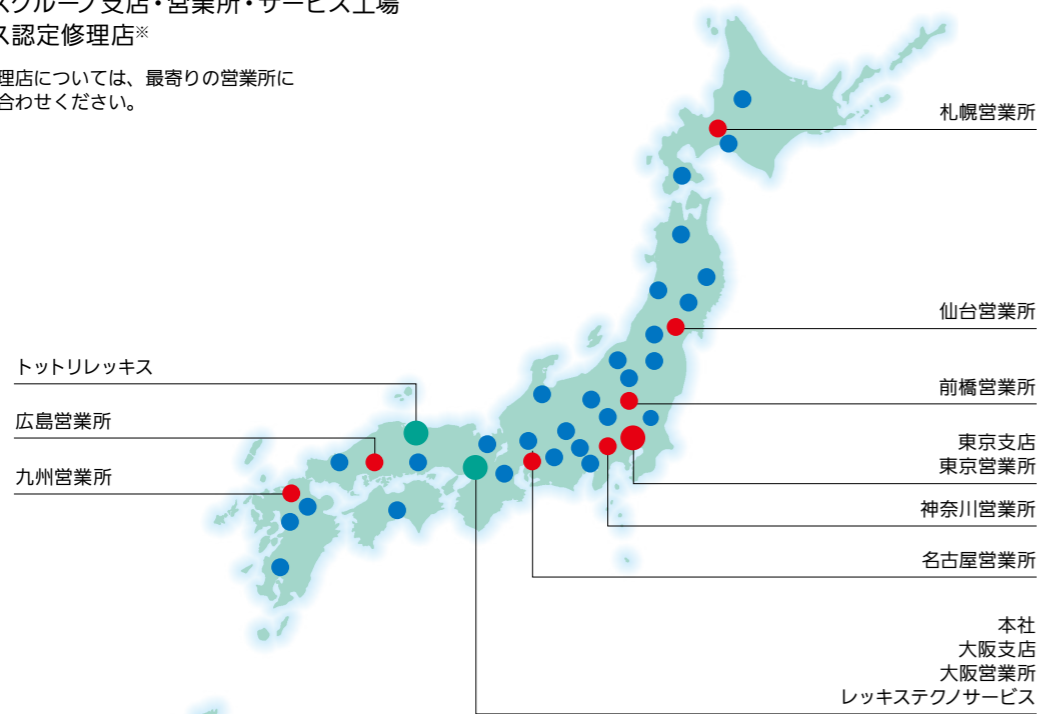 スグループ支店・営業所・サービス工場
ス認定修理店※
理店については、最寄りの営業所に
合わせください。
札幌営業所
仙台営業所
トットリレッキス
前橋営業所
広島営業所
東京支店
東京営業所
九州営業所
神奈川営業所
名古屋営業所
本社
大阪支店
大阪営業所
レッキステクノサービス